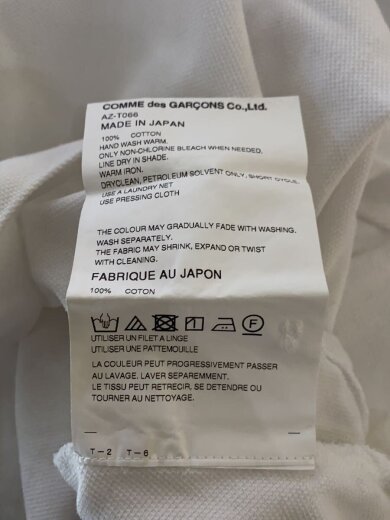 COMME des GARÇONS Co.,Ltd.
AZ-T066
MADE IN JAPAN
100% COTTON
HAND WASH WARM.
ONLY NON-CHLORINE BLEACH WHEN NEEDED.
LINE DRY IN SHADE.
WARM IRON.
DRYCLEAN, PETROLEUM SOLVENT ONLY, SHORT CYCLE.
USE A LAUNDRY NET
USE PRESSING CLOTH
THE COLOUR MAY GRADUALLY FADE WITH WASHING.
WASH SEPARATELY.
THE FABRIC MAY SHRINK, EXPAND OR TWIST
WITH CLEANING.
FABRIQUE AU JAPON
100% COTON
UTILISER UN FILET A LINGE
UTILISER UNE PATTEMOUILLE
LA COULEUR PEUT PROGRESSIVEMENT PASSER
AU LAVAGE. LAVER SEPAREMMENT.
LE TISSU PEUT RETRECIR, SE DETENDRE OU
TOURNER AU NETTOYAGE.
T-2 T-6